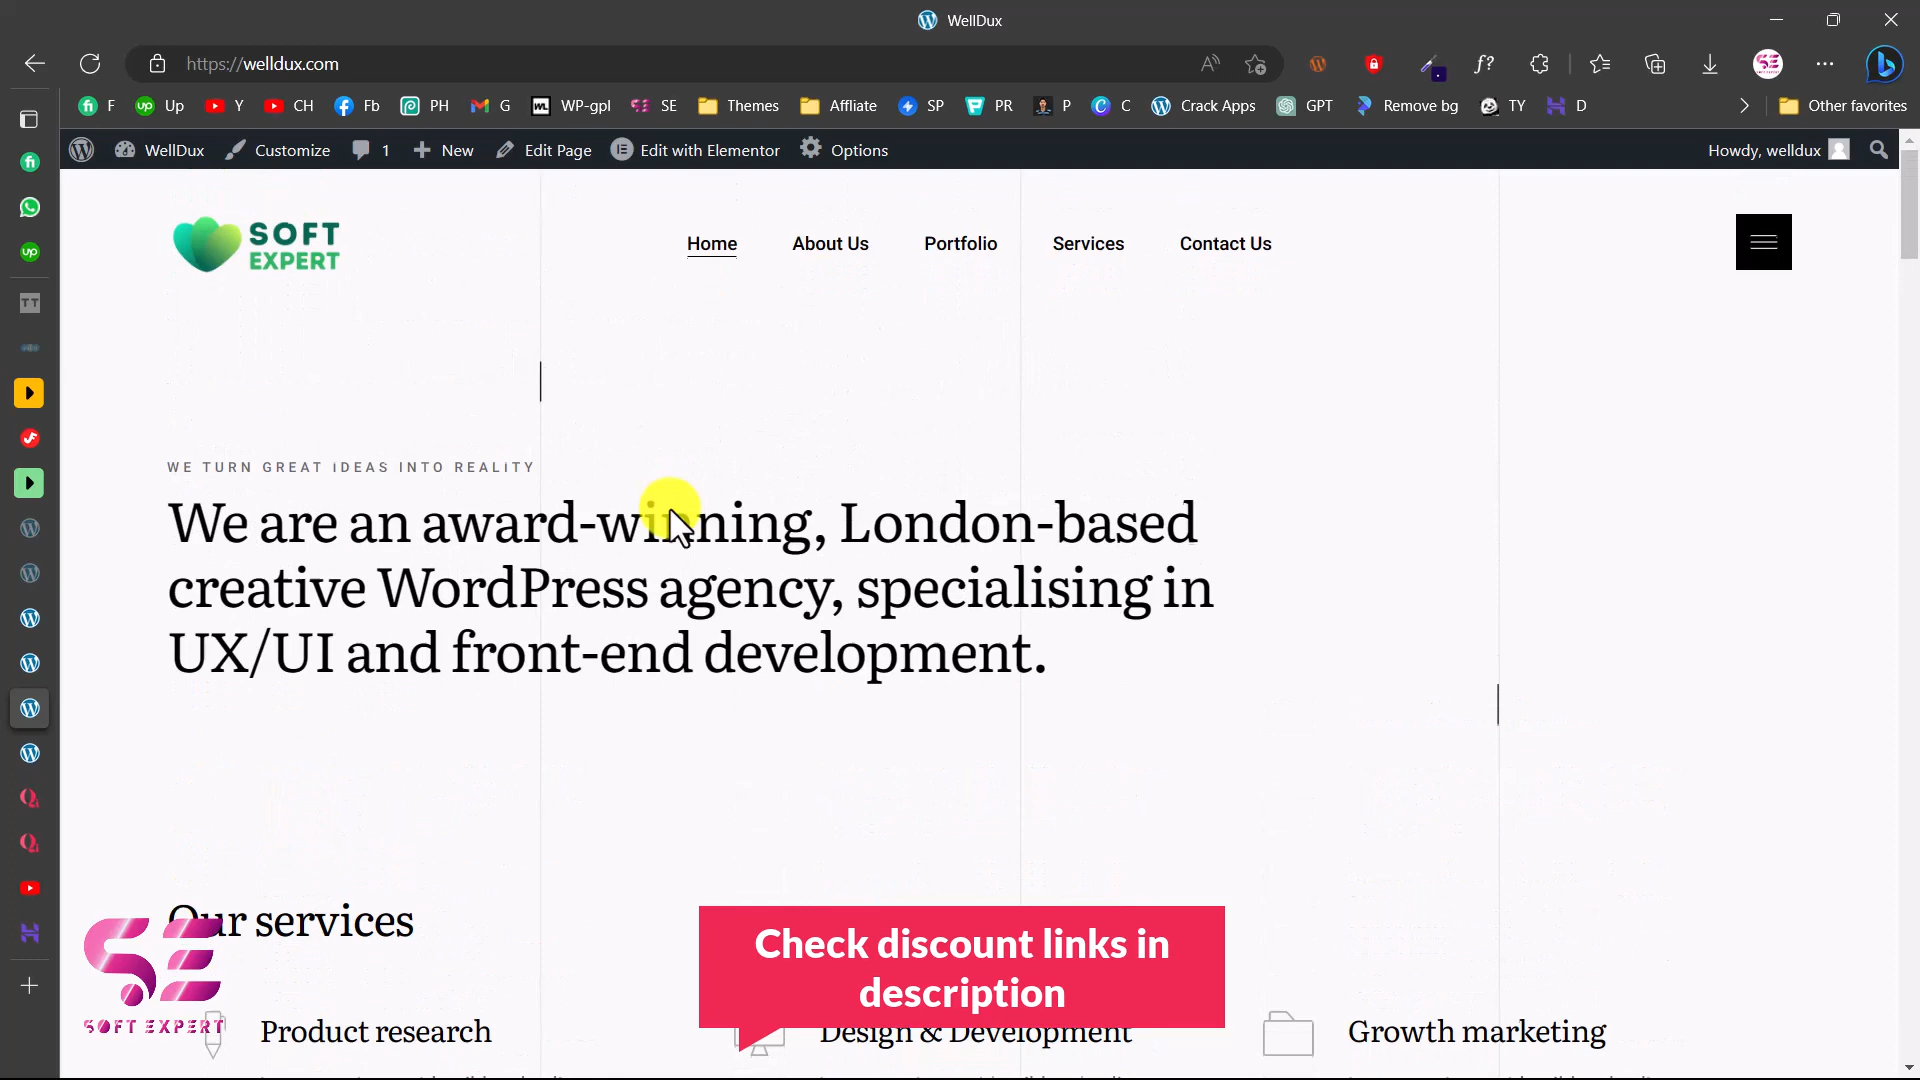 WellDux
https://welldux.com
F Up Y CH Fb PH G WP-gpl SE Themes Affliate SP PR P C Crack Apps GPT Remove bg TY D Other favorites
WellDux Customize 1 New Edit Page Edit with Elementor Options Howdy, welldux
SOFT EXPERT
Home About Us Portfolio Services Contact Us
WE TURN GREAT IDEAS INTO REALITY
We are an award-winning, London-based
creative WordPress agency, specialising in
UX/UI and front-end development.
Our services
Check discount links in
description
SE
SOFT EXPERT
Product research Design & Development Growth marketing